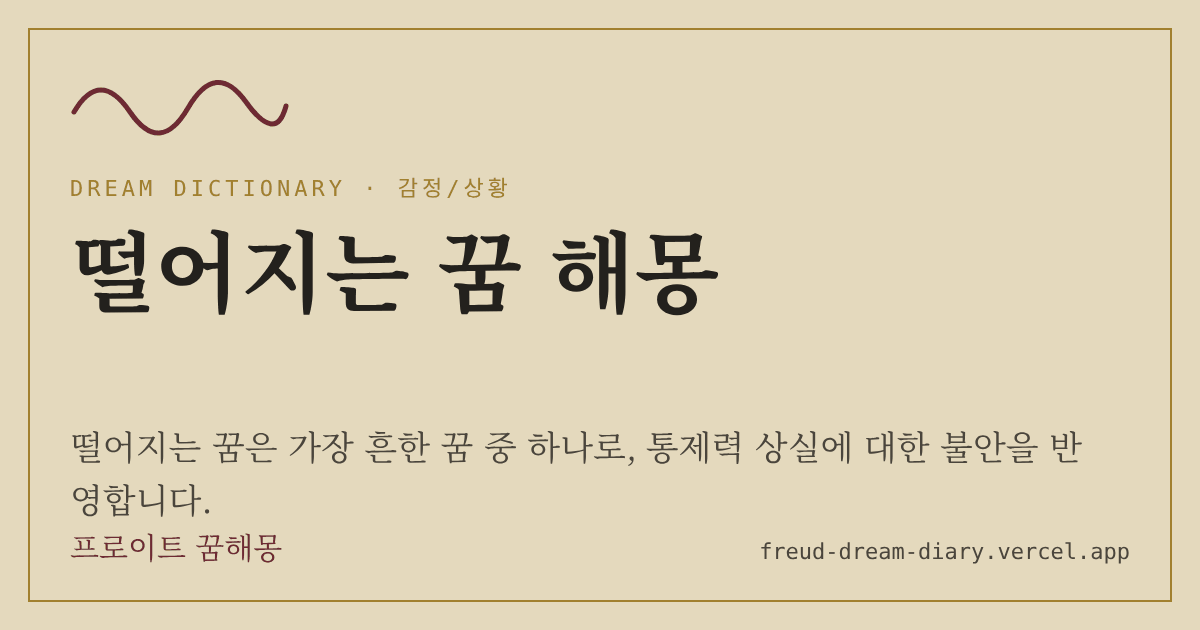 DREAM DICTIONARY · 감정/상황
떨어지는 꿈 해몽
떨어지는 꿈은 가장 흔한 꿈 중 하나로, 통제력 상실에 대한 불안을 반
영합니다.
프로이트 꿈해몽
freud-dream-diary.vercel.app